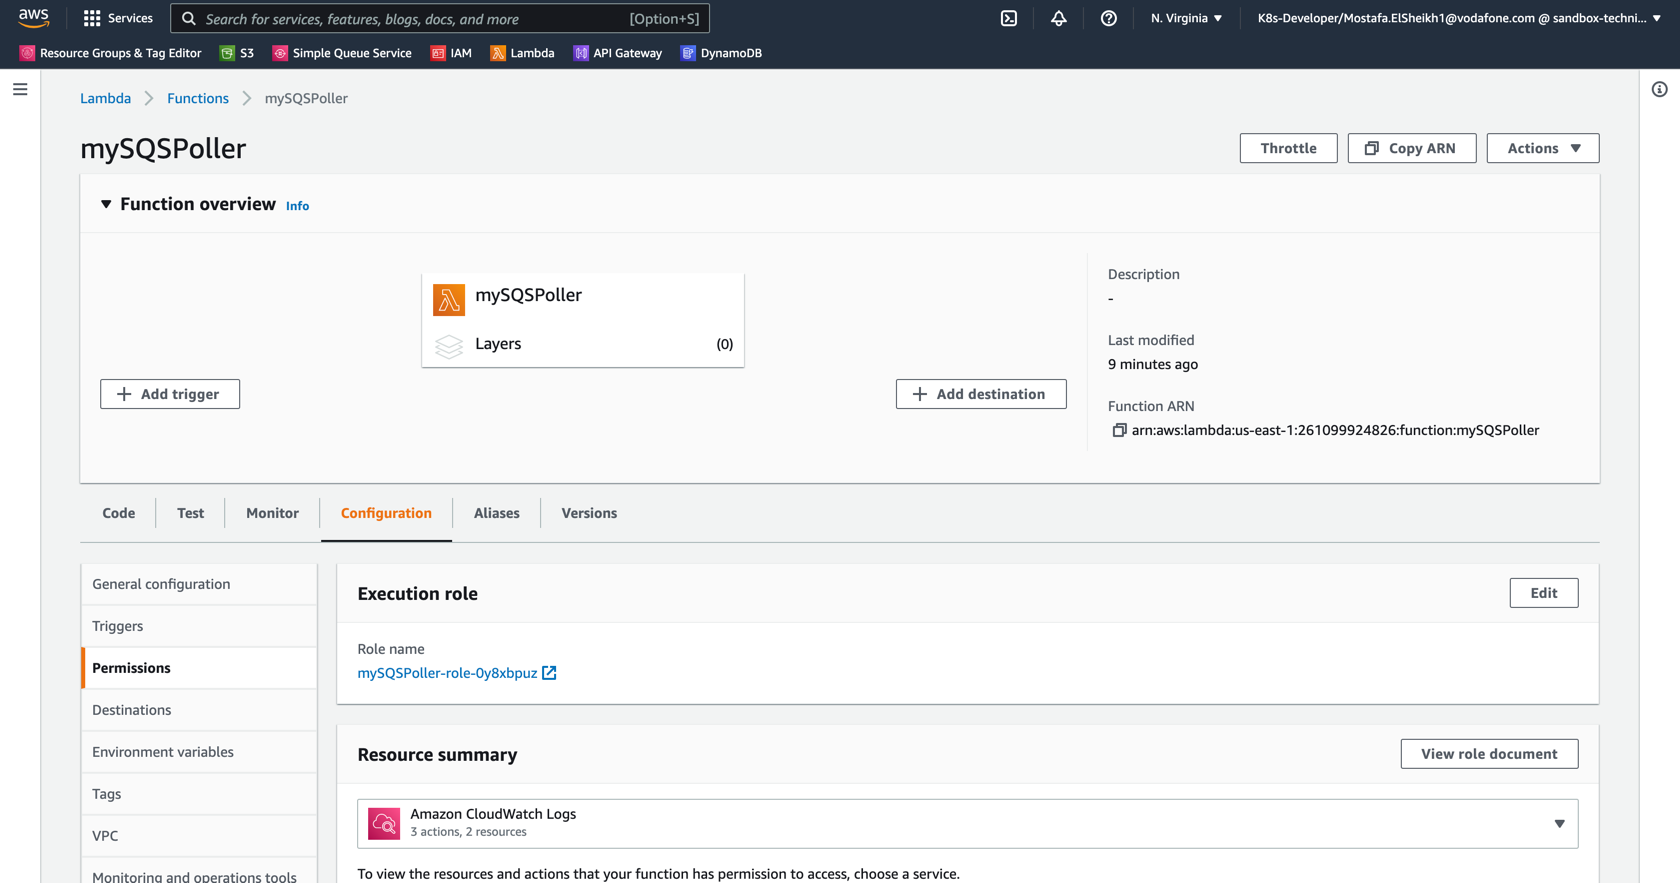 aws
Services
Search for services, features, blogs, docs, and more
[Option+S]
N. Virginia
K8s-Developer/Mostafa.ElSheikh1@vodafone.com @ sandbox-techni...
Resource Groups & Tag Editor
S3
Simple Queue Service
IAM
Lambda
API Gateway
DynamoDB
Lambda
Functions
mySQSPoller
mySQSPoller
Throttle
Copy ARN
Actions
Function overview
Info
mySQSPoller
Layers
(0)
Add trigger
Add destination
Description
-
Last modified
9 minutes ago
Function ARN
arn:aws:lambda:us-east-1:261099924826:function:mySQSPoller
Code
Test
Monitor
Configuration
Aliases
Versions
General configuration
Triggers
Permissions
Destinations
Environment variables
Tags
VPC
Monitoring and operations tools
Execution role
Edit
Role name
mySQSPoller-role-0y8xbpuz
Resource summary
View role document
Amazon CloudWatch Logs
3 actions, 2 resources
To view the resources and actions that your function has permission to access, choose a service.